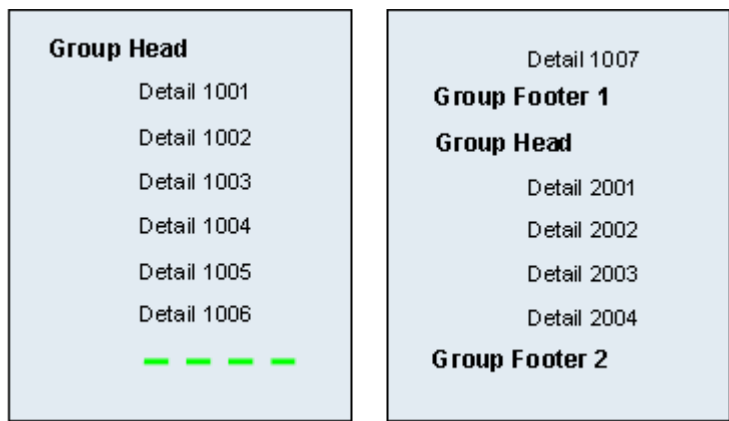 Group Head
Detail 1001
Detail 1002
Detail 1003
Detail 1004
Detail 1005
Detail 1006
Detail 1007
Group Footer 1
Group Head
Detail 2001
Detail 2002
Detail 2003
Detail 2004
Group Footer 2